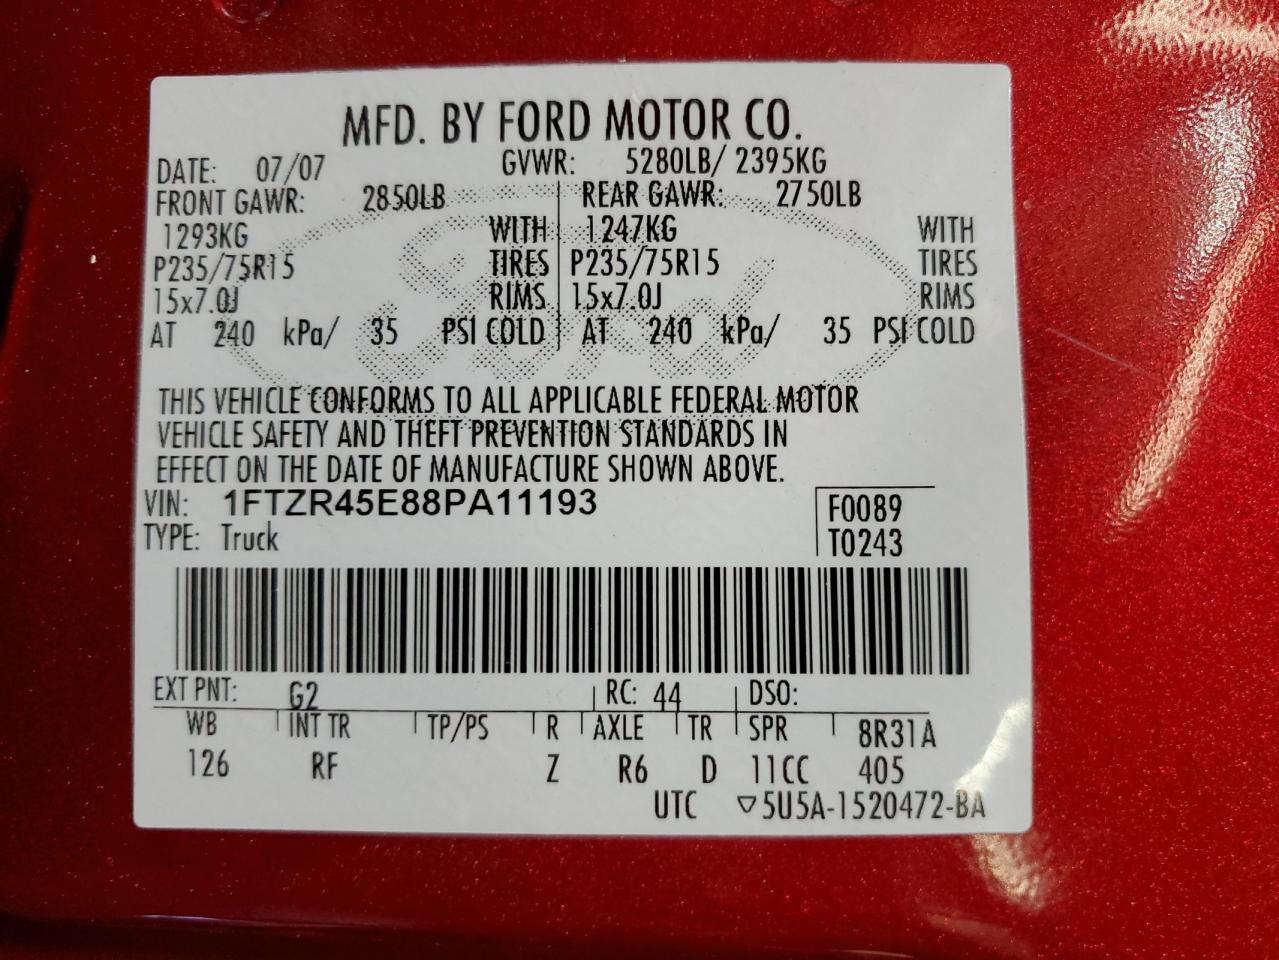 MFD. BY FORD MOTOR CO.
DATE: 07/07 GVWR: 5280LB/ 2395KG
FRONT GAWR: 2850LB REAR GAWR: 2750LB
1293KG WITH 1247KG WITH
P235/75R15 TIRES P235/75R15 TIRES
15x7.0J RIMS 15x7.0J RIMS
AT 240 kPa/ 35 PSI COLD AT 240 kPa/ 35 PSI COLD
Ford
THIS VEHICLE CONFORMS TO ALL APPLICABLE FEDERAL MOTOR
VEHICLE SAFETY AND THEFT PREVENTION STANDARDS IN
EFFECT ON THE DATE OF MANUFACTURE SHOWN ABOVE.
VIN: 1FTZR45E88PA11193 F0089
TYPE: Truck T0243
EXT PNT: G2 RC: 44 DSO:
WB INT TR TP/PS R AXLE TR SPR 8R31A
126 RF Z R6 D 11CC 405
UTC ▽5U5A-1520472-BA